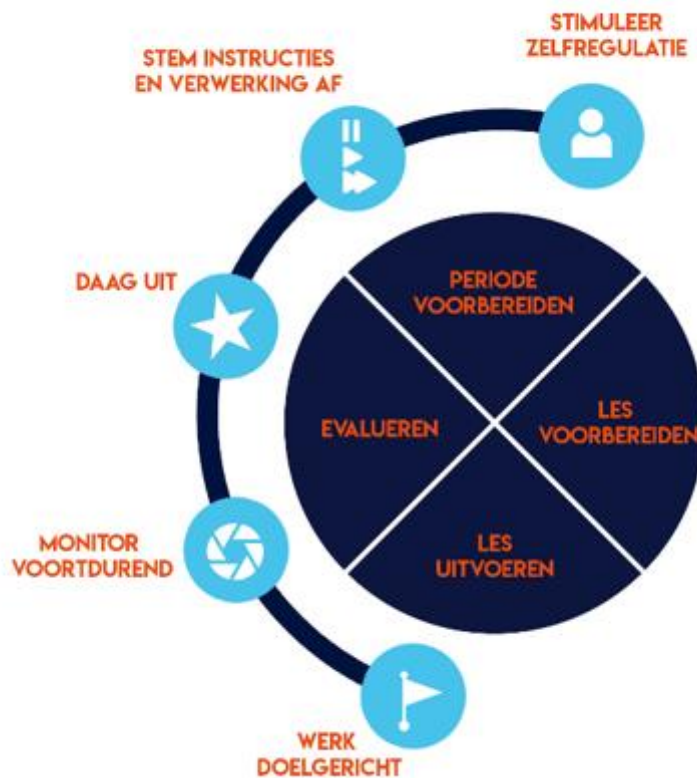 STIMULEER
ZELFREGULATIE
STEM INSTRUCTIES
EN VERWERKING AF
DAAG UIT
MONITOR
VOORTDUREND
WERK
DOELGERICHT
PERIODE
VOORBEREIDEN
LES
VOORBEREIDEN
LES
UITVOEREN
EVALUEREN